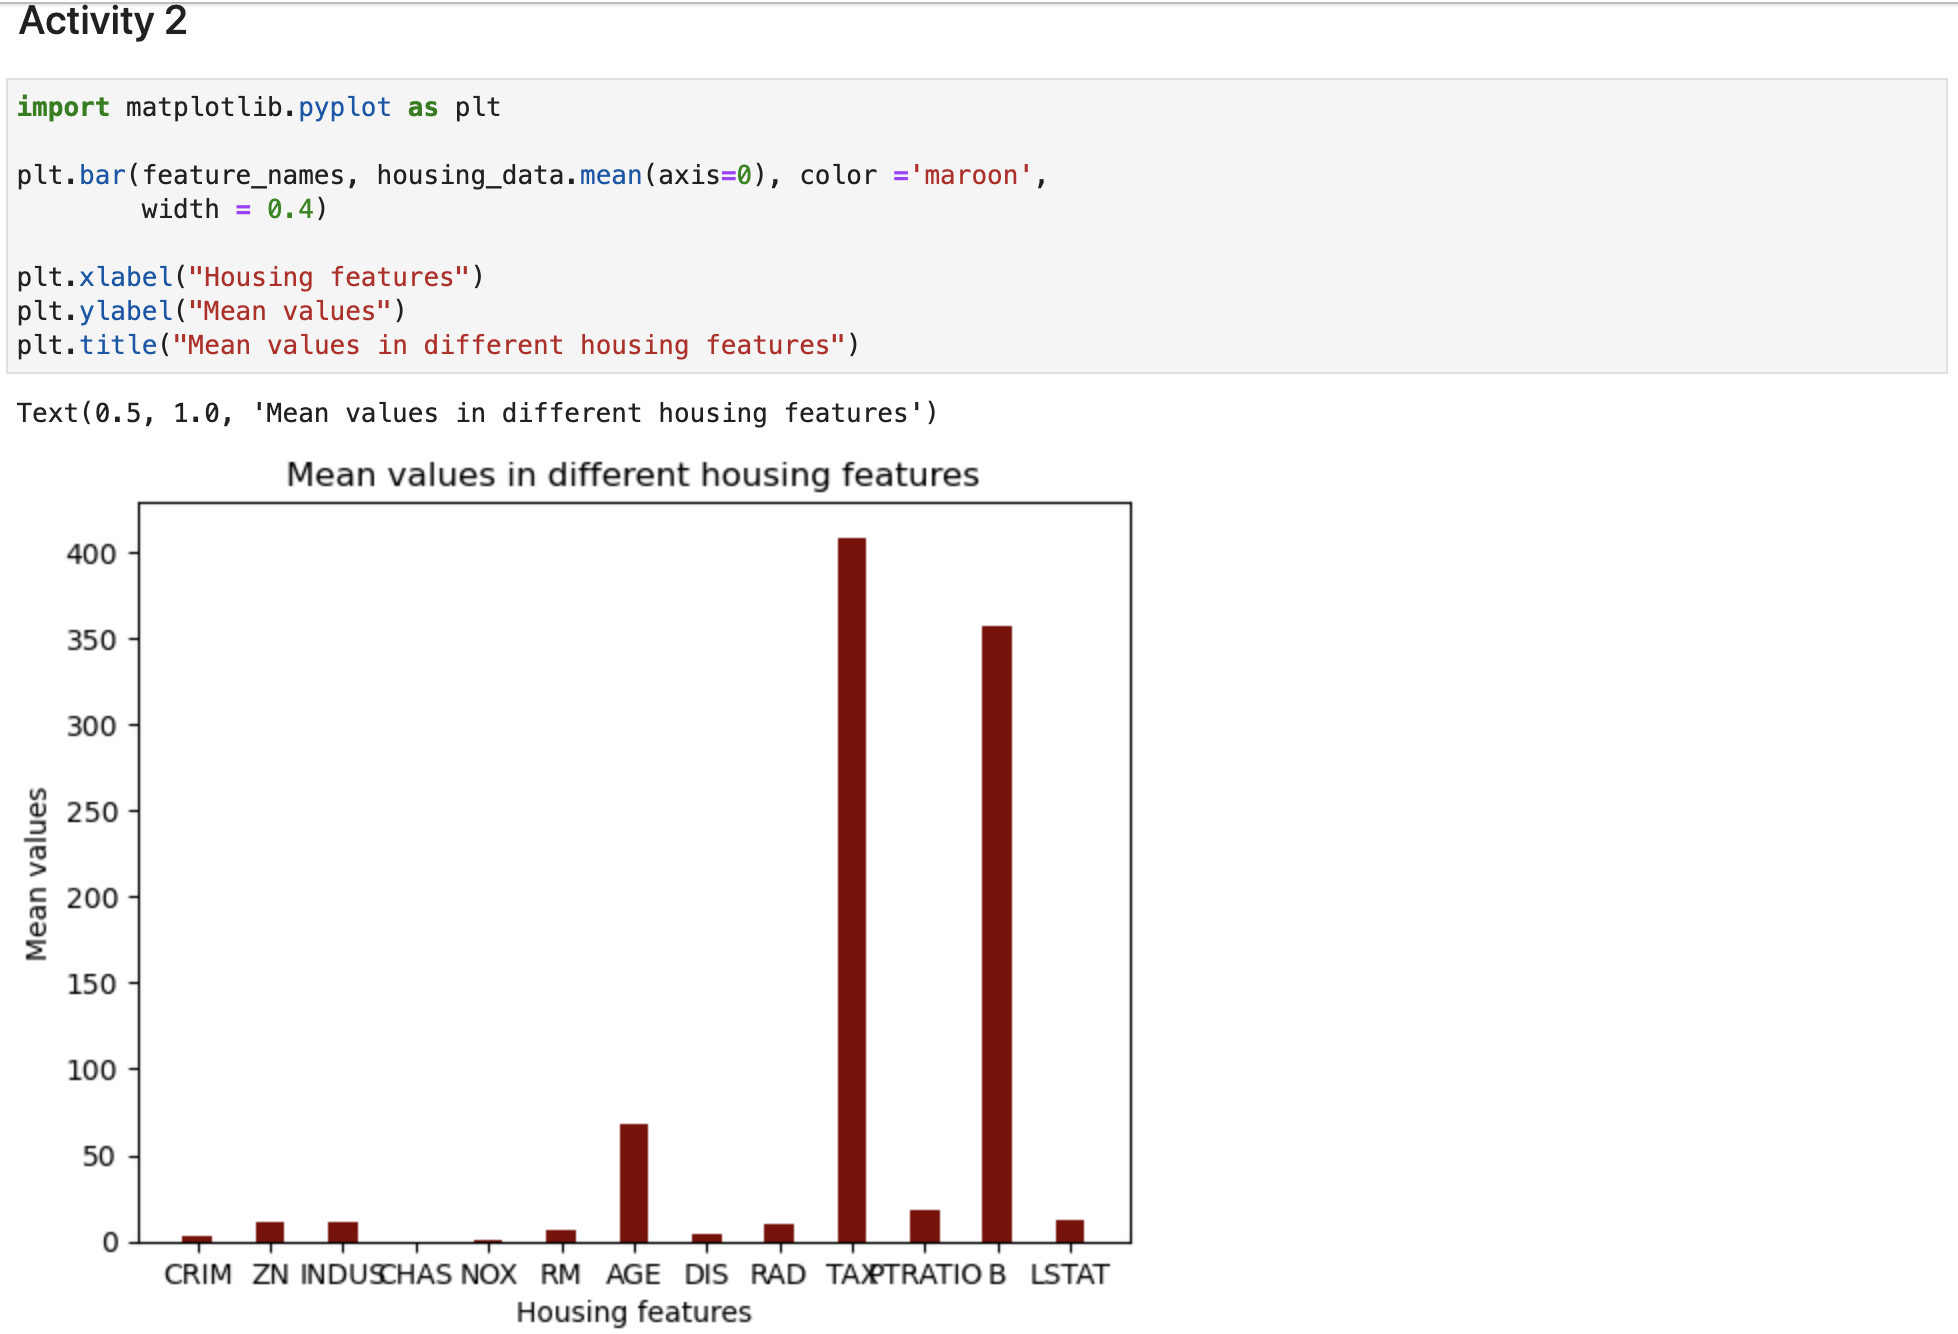 Activity 2
import matplotlib.pyplot as plt
plt.bar(feature_names, housing_data.mean(axis=0), color ='maroon',
        width = 0.4)
plt.xlabel("Housing features")
plt.ylabel("Mean values")
plt.title("Mean values in different housing features")
Text(0.5, 1.0, 'Mean values in different housing features')
Mean values in different housing features
400
350
300
250
200
150
100
50
0
Mean values
CRIM ZN INDUS CHAS NOX RM AGE DIS RAD TAX PTRATIO B LSTAT
Housing features